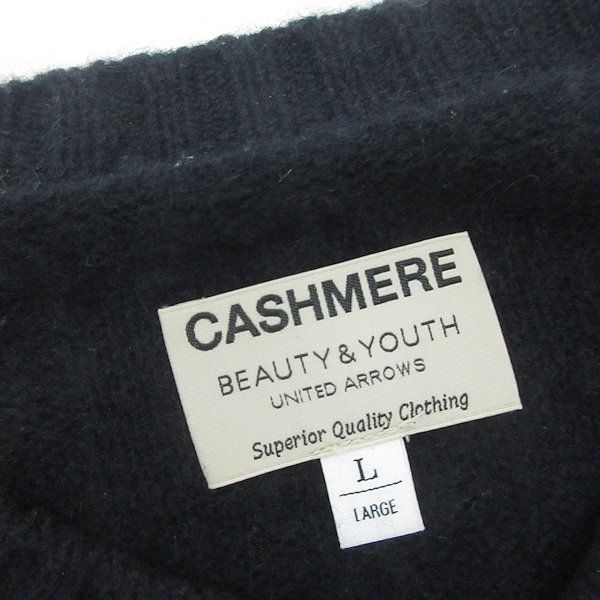 CASHMERE
BEAUTY & YOUTH
UNITED ARROWS
Superior Quality Clothing
L
LARGE